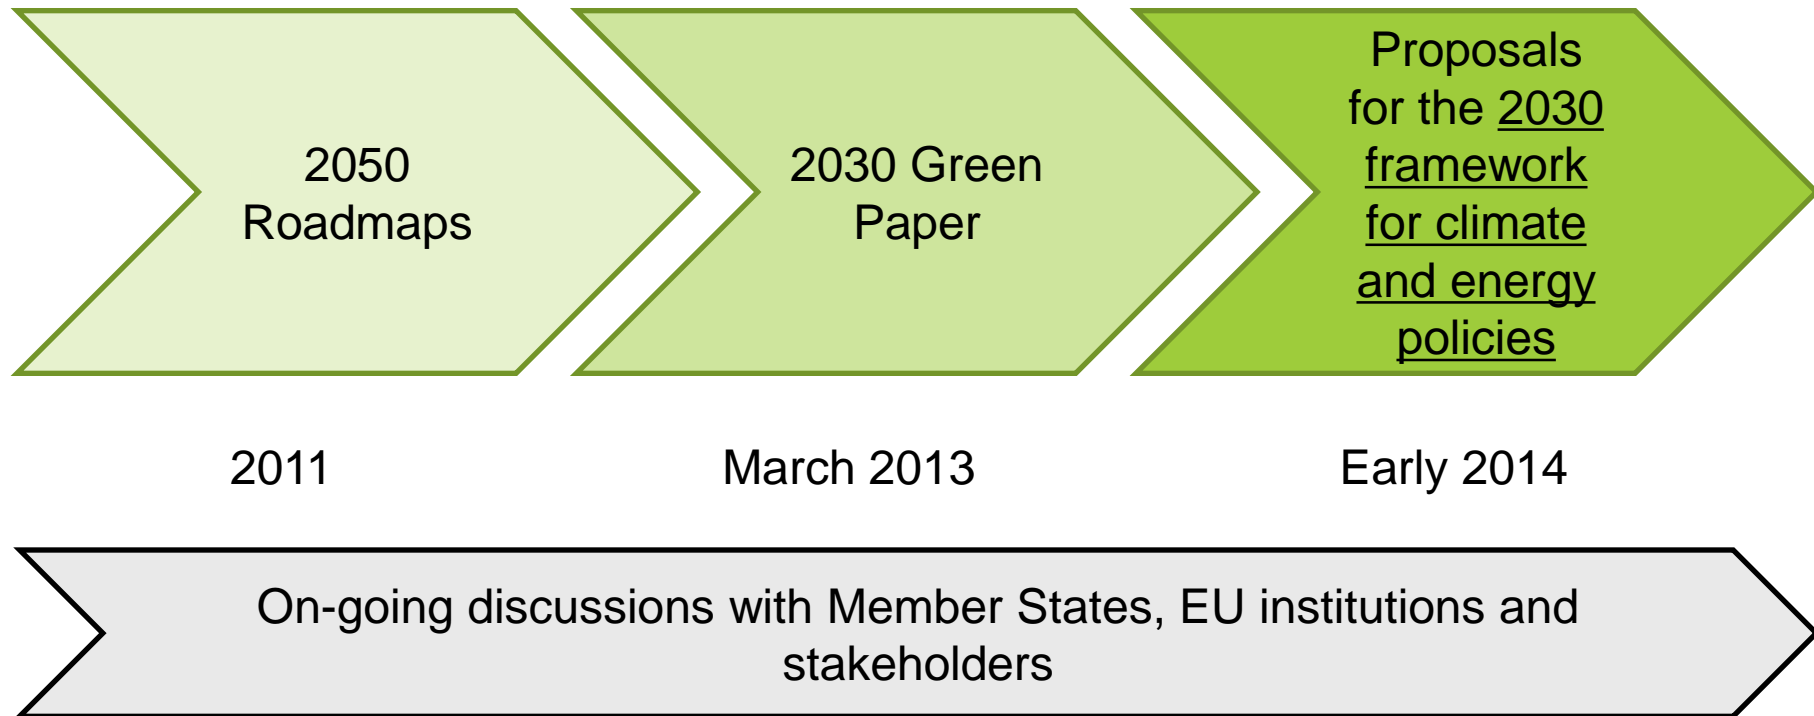 2050
Roadmaps
2030 Green
Paper
Proposals
for the 2030
framework
for climate
and energy
policies
2011
March 2013
Early 2014
On-going discussions with Member States, EU institutions and
stakeholders